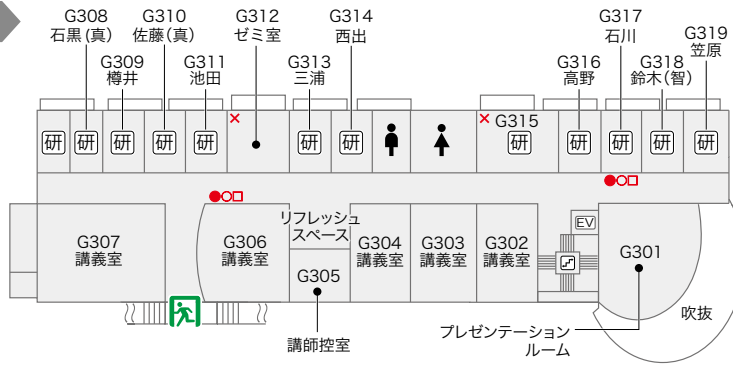 G308
石黒(真)
G310
佐藤(真)
G312
ゼミ室
G314
西出
G317
石川
G319
笠原
G309
樽井
G311
池田
G313
三浦
G316
高野
G318
鈴木(智)
研
研
研
研
研
研
研
G315
研
研
研
研
研
リフレッシュ
スペース
EV
G307
講義室
G306
講義室
G305
G304
講義室
G303
講義室
G302
講義室
G301
講師控室
プレゼンテーション
ルーム
吹抜